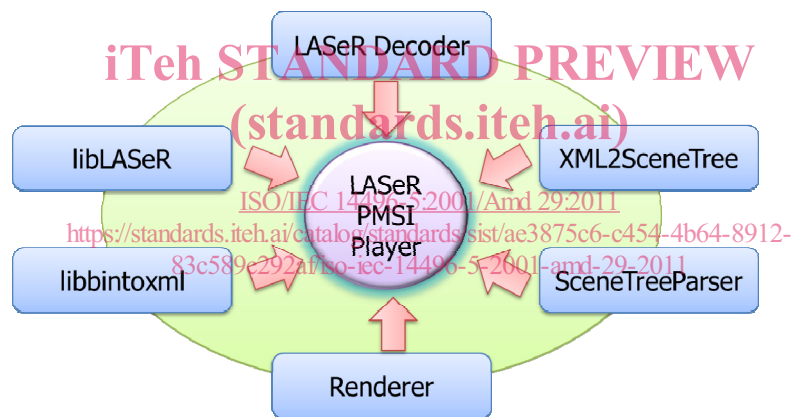 LASeR Decoder
iTeh STANDARD PREVIEW
(standards.iteh.ai)
libLASeR
XML2SceneTree
LASeR
PMSI
Player
ISO/IEC 14496-5:2001/Amd 29:2011
https://standards.iteh.ai/catalog/standards/sist/ae3875c6-c454-4b64-8912-
83c589c292af/iso-iec-14496-5-2001-amd-29-2011
libbintoxml
SceneTreeParser
Renderer